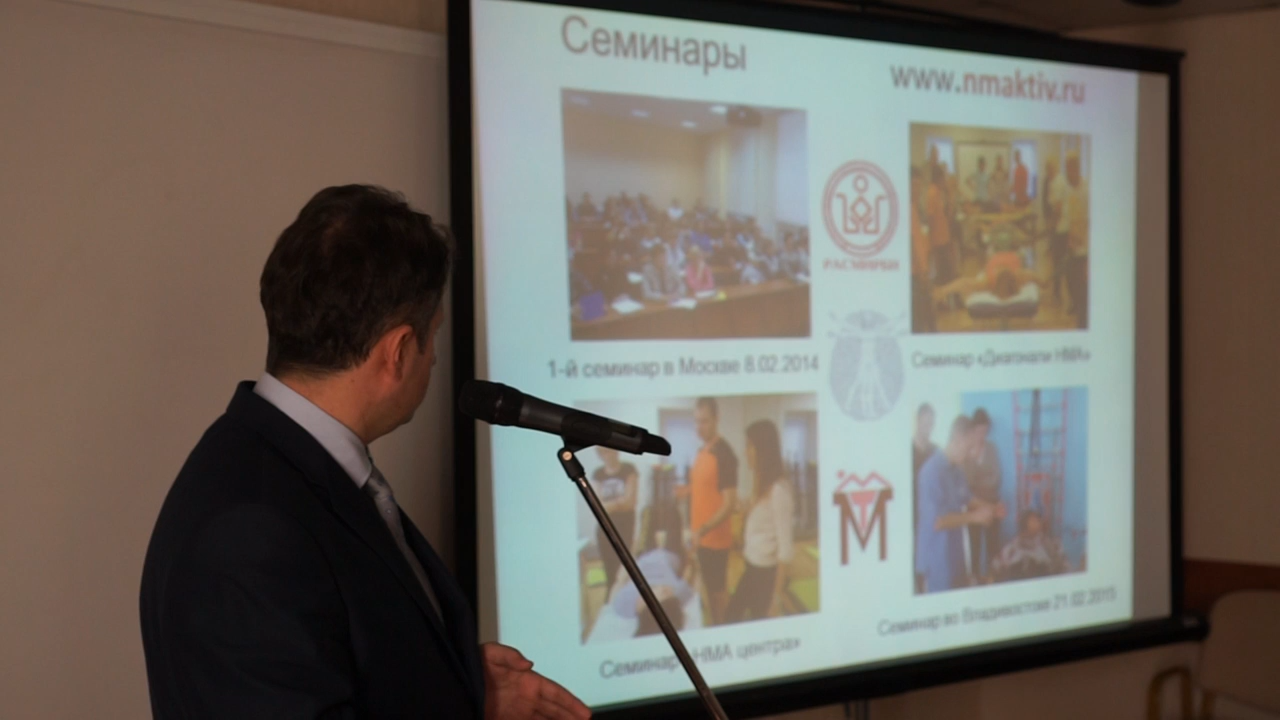 Семинары
www.nmaktiv.ru
РАСМИРБИ
1-й семинар в Москве 8.02.2014
Семинар «Диагонали НМА»
Семинар «НМА центра»
Семинар во Владивостоке 21.02.2015